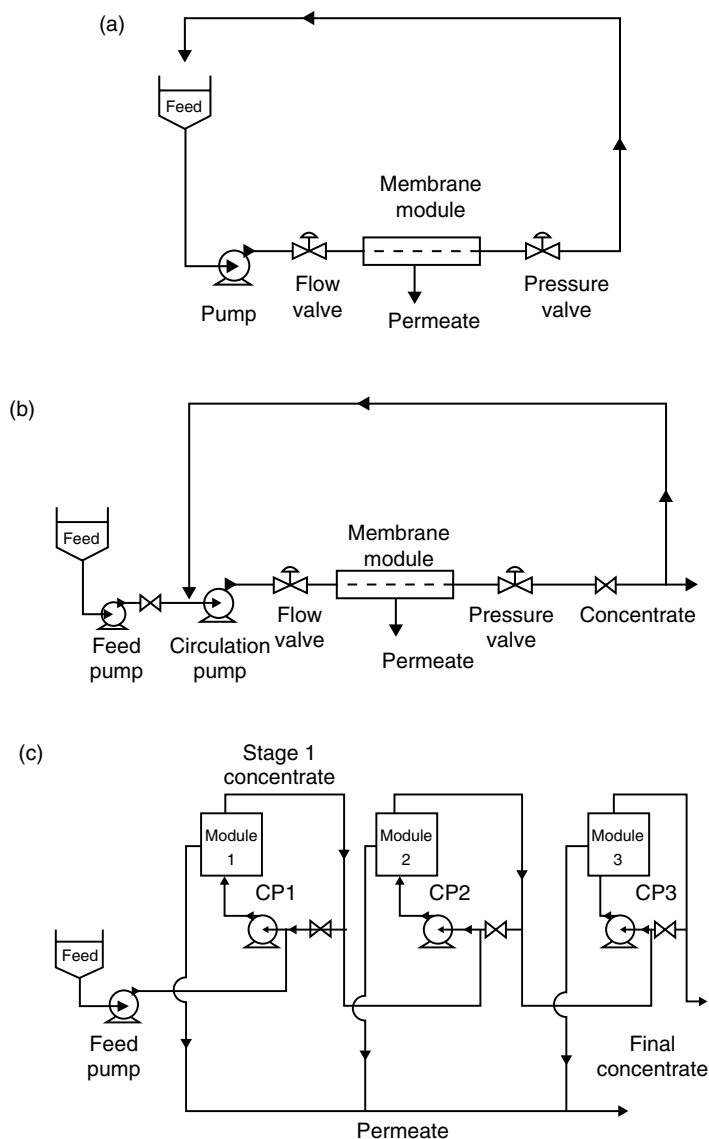 (a)
Feed
Membrane
module
Pump
Flow
valve
Permeate
Pressure
valve
(b)
Feed
Membrane
module
Feed
pump
Circulation
pump
Flow
valve
Permeate
Pressure
valve
Concentrate
(c)
Stage 1
concentrate
Module
1
Module
2
Module
3
CP1
CP2
CP3
Feed
Feed
pump
Final
concentrate
Permeate